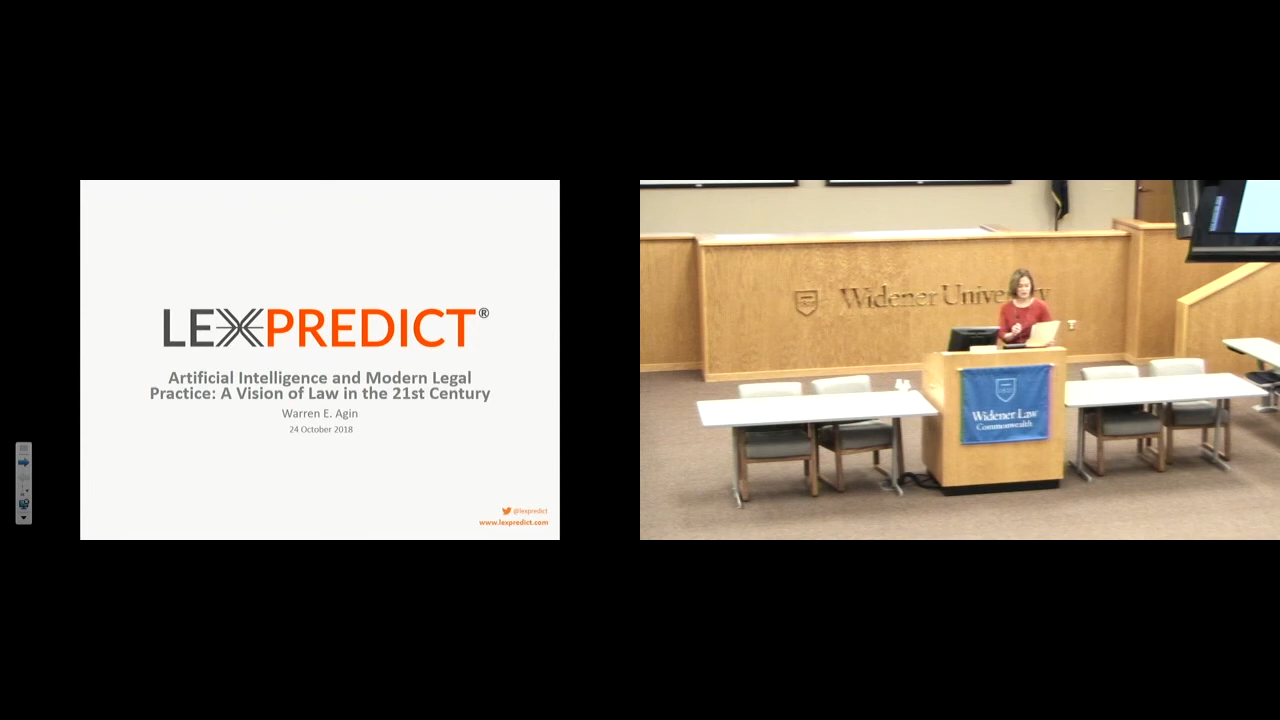 LEXPREDICT®
Artificial Intelligence and Modern Legal
Practice: A Vision of Law in the 21st Century
Warren E. Agin
24 October 2018
@lexpredict
www.lexpredict.com
Widener University
Widener Law
Commonwealth